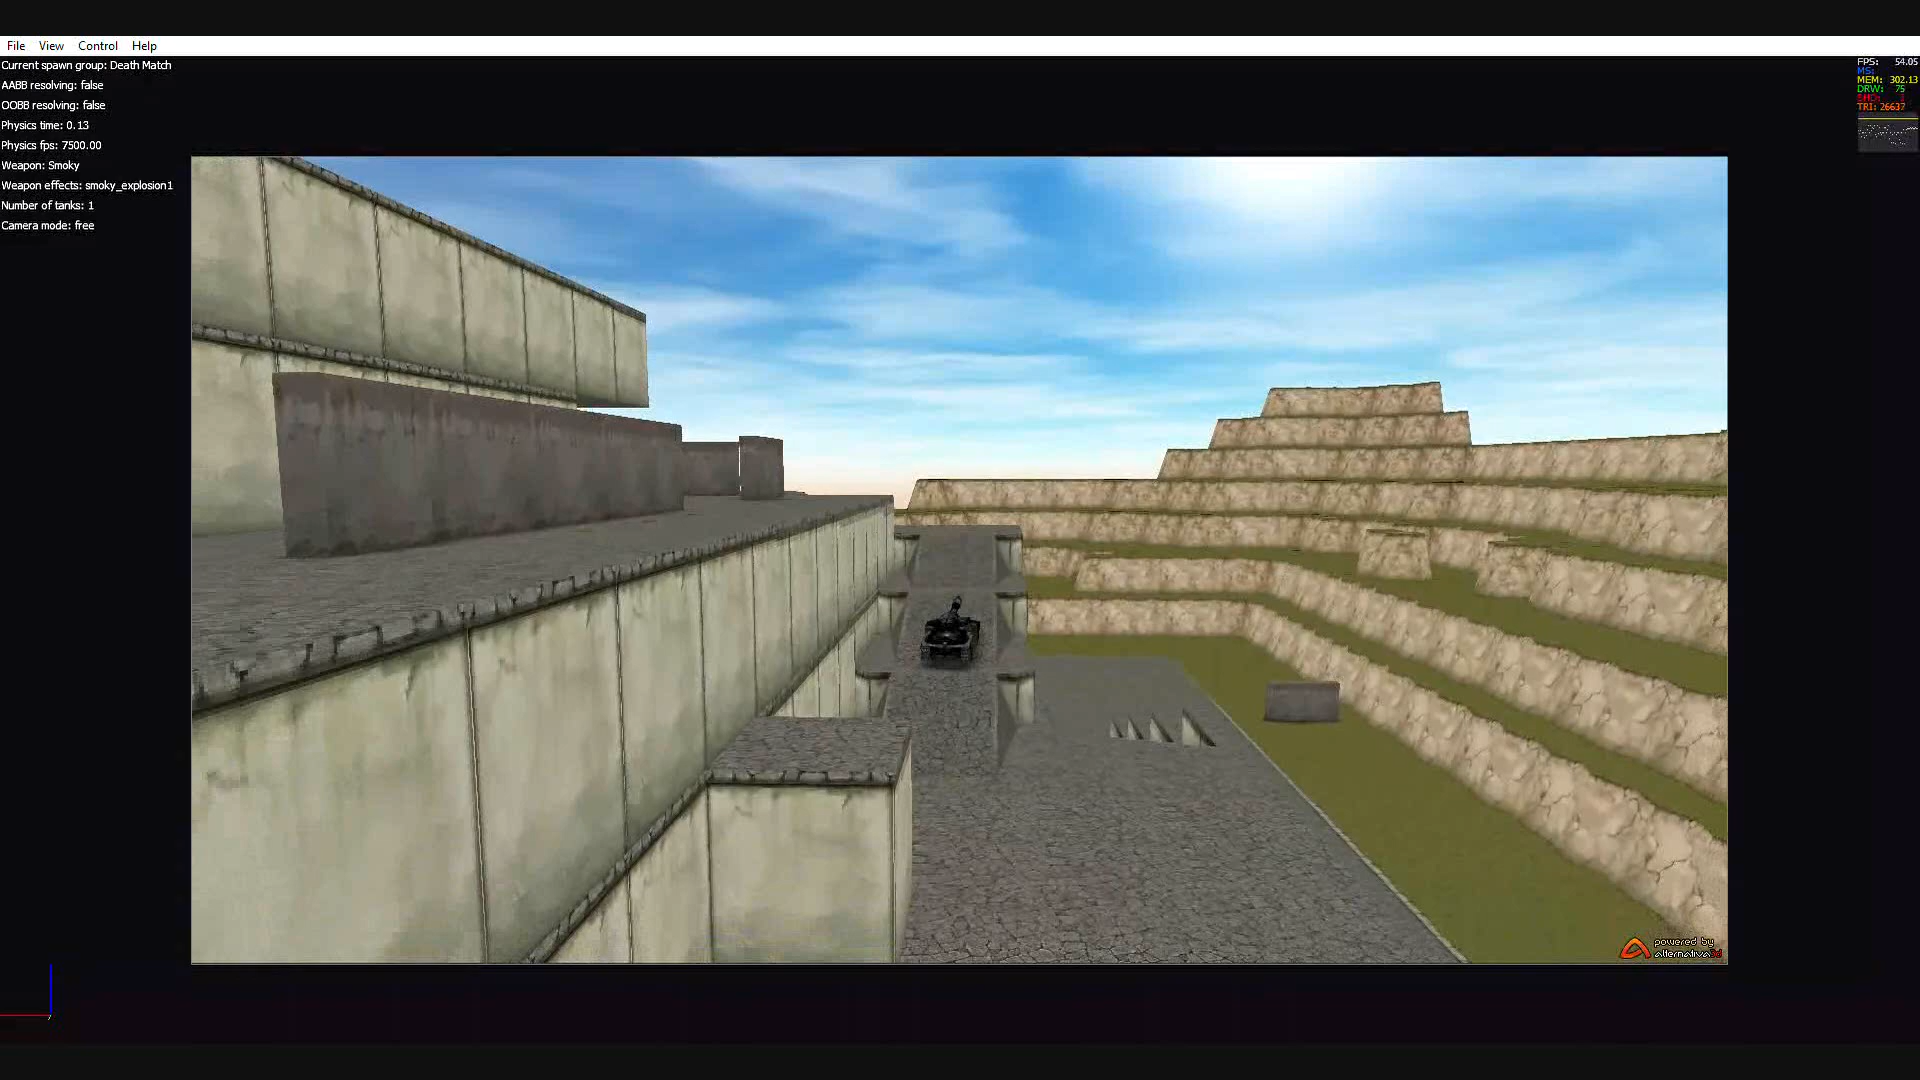 File View Control Help
Current spawn group: Death Match
AABB resolving: false
OOBB resolving: false
Physics time: 0.13
Physics fps: 7500.00
Weapon: Smoky
Weapon effects: smoky_explosion1
Number of tanks: 1
Camera mode: free
FPS: 54.05
MS:
MEM: 302.13
DRW: 75
TRI: 26637
powered by
alternativa3d